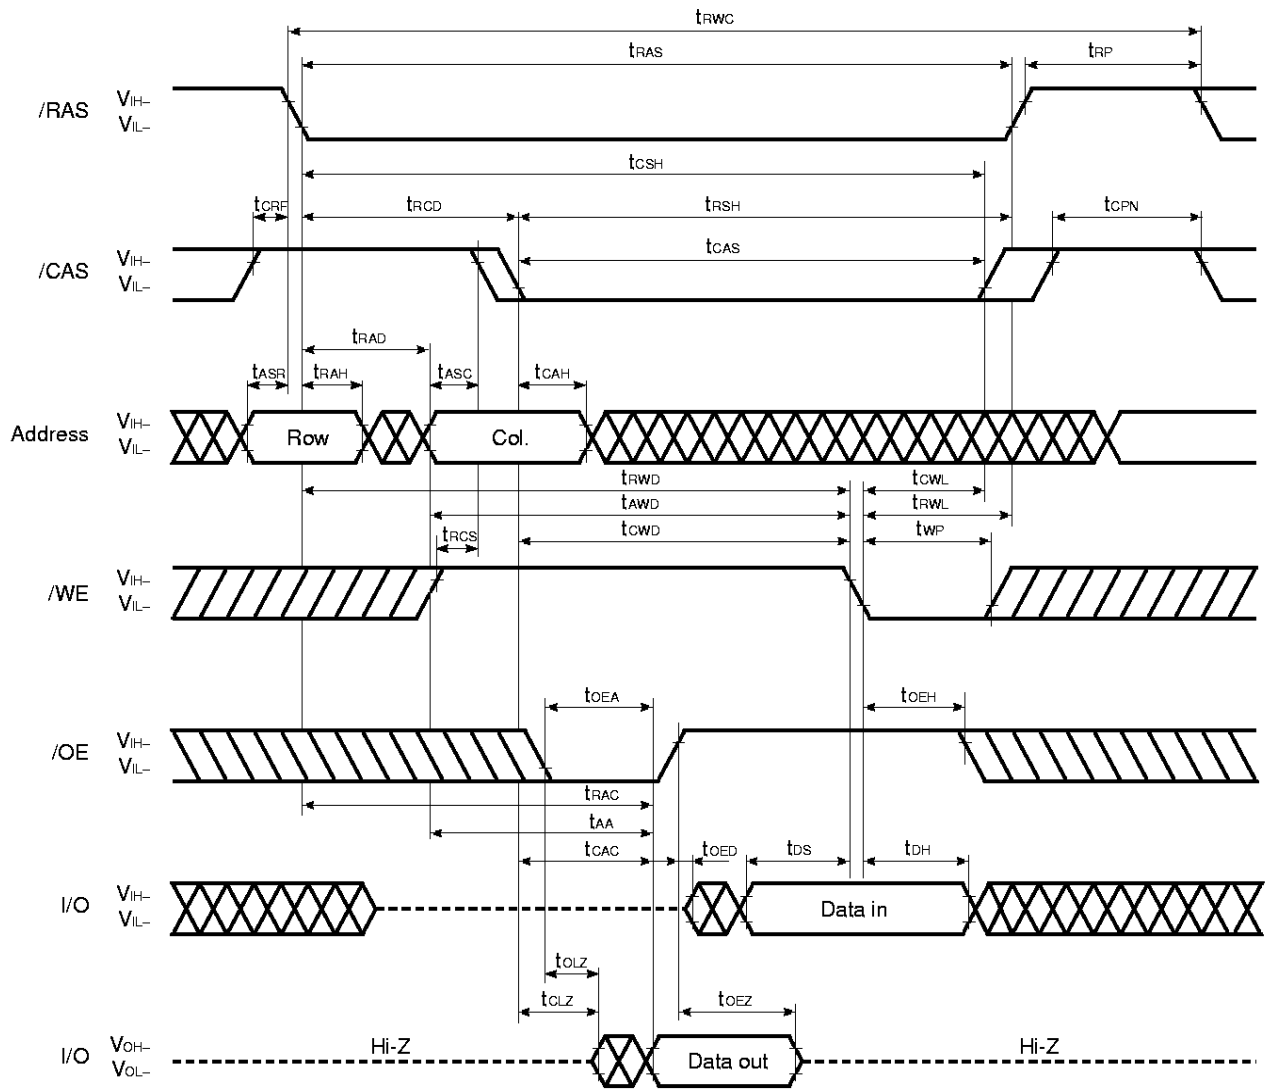 tRWC
tRAS
tRP
/RAS
VIH–
VIL–
tCSH
tCRP
tRCD
tRSH
tCPN
/CAS
VIH–
VIL–
tCAS
tRAD
tASR
tRAH
tASC
tCAH
Address
VIH–
VIL–
Row
Col.
tRWD
tCWL
tAWD
tRWL
tRCS
tCWD
tWP
/WE
VIH–
VIL–
tOEA
tOEH
/OE
VIH–
VIL–
tRAC
tAA
tCAC
tOED
tDS
tDH
I/O
VIH–
VIL–
Data in
tOLZ
tCLZ
tOEZ
I/O
VOH–
VOL–
Hi-Z
Data out
Hi-Z